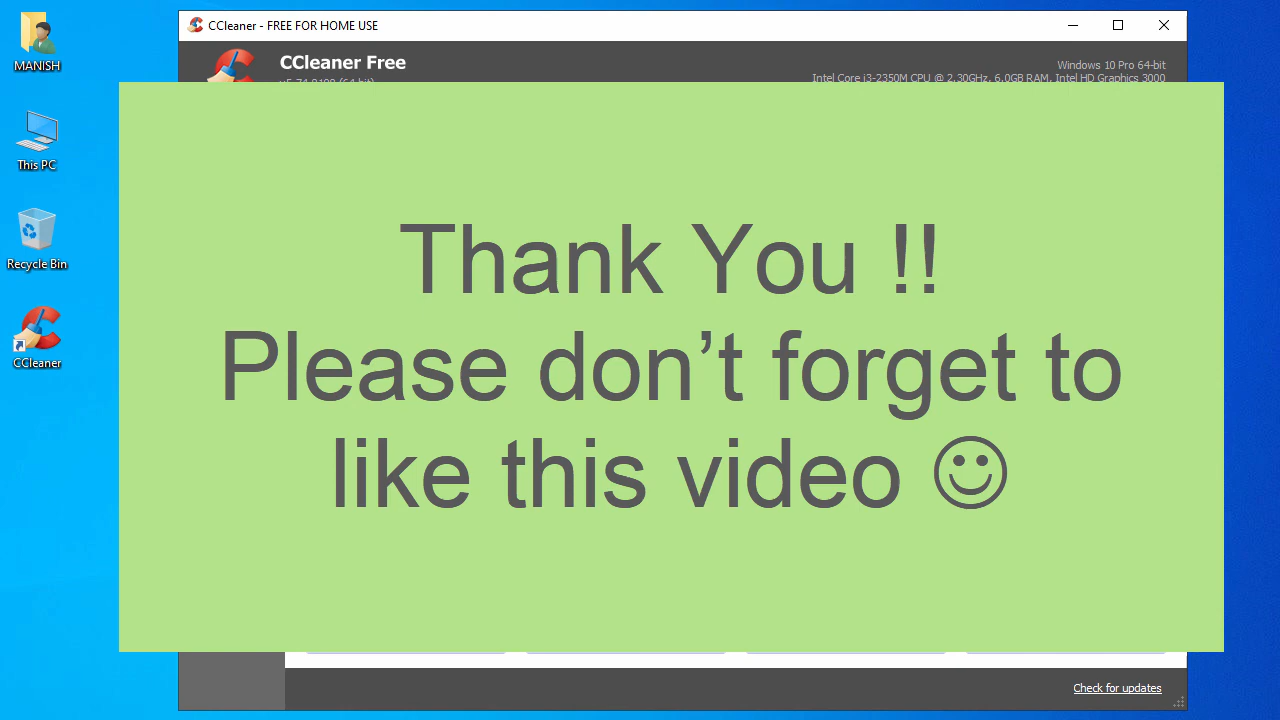 CCleaner - FREE FOR HOME USE
MANISH
CCleaner Free
Windows 10 Pro 64-bit
Intel Core i3-2350M CPU @ 2.30GHz, 6.0GB RAM, Intel HD Graphics 3000
This PC
Recycle Bin
CCleaner
Thank You !!
Please don’t forget to
like this video ☺
Check for updates